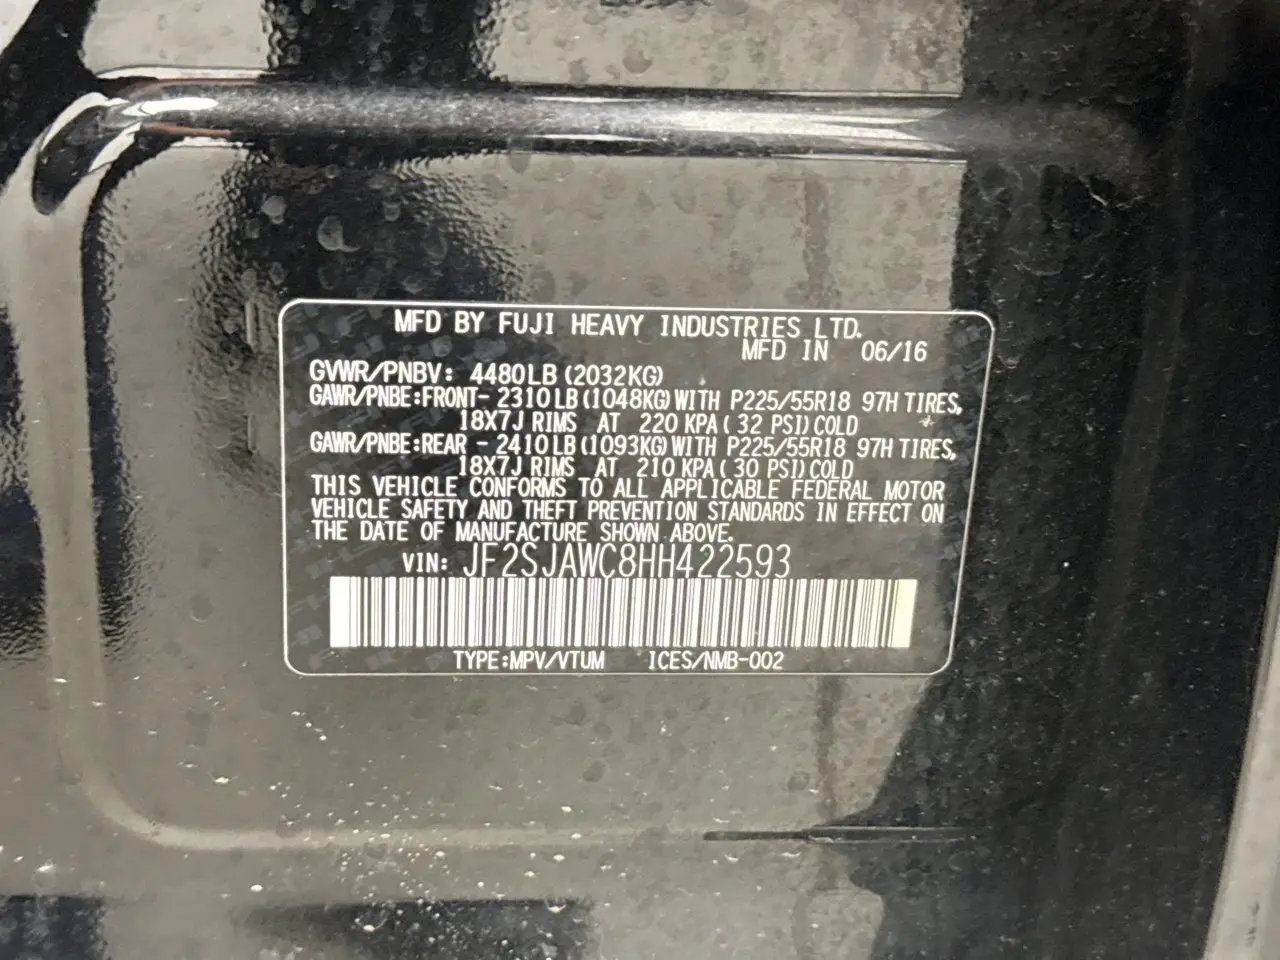 MFD BY FUJI HEAVY INDUSTRIES LTD.
MFD IN 06/16
GVWR/PNBV: 4480LB (2032KG)
GAWR/PNBE:FRONT- 2310LB (1048KG) WITH P225/55R18 97H TIRES,
18X7J RIMS AT 220 KPA ( 32 PSI) COLD
GAWR/PNBE:REAR - 2410LB (1093KG) WITH P225/55R18 97H TIRES,
18X7J RIMS AT 210 KPA ( 30 PSI) COLD
THIS VEHICLE CONFORMS TO ALL APPLICABLE FEDERAL MOTOR
VEHICLE SAFETY AND THEFT PREVENTION STANDARDS IN EFFECT ON
THE DATE OF MANUFACTURE SHOWN ABOVE.
VIN: JF2SJAWC8HH422593
TYPE:MPV/VTUM ICES/NMB-002